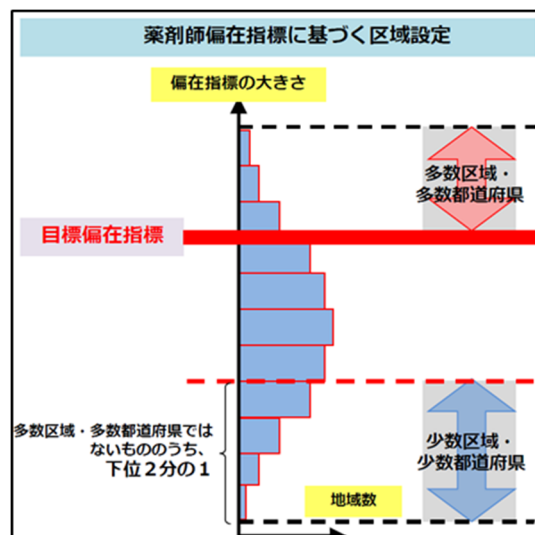 薬剤師偏在指標に基づく区域設定
偏在指標の大きさ
多数区域・
多数都道府県
目標偏在指標
多数区域・多数都道府県では
ないもののうち、
下位２分の１
少数区域・
少数都道府県
地域数